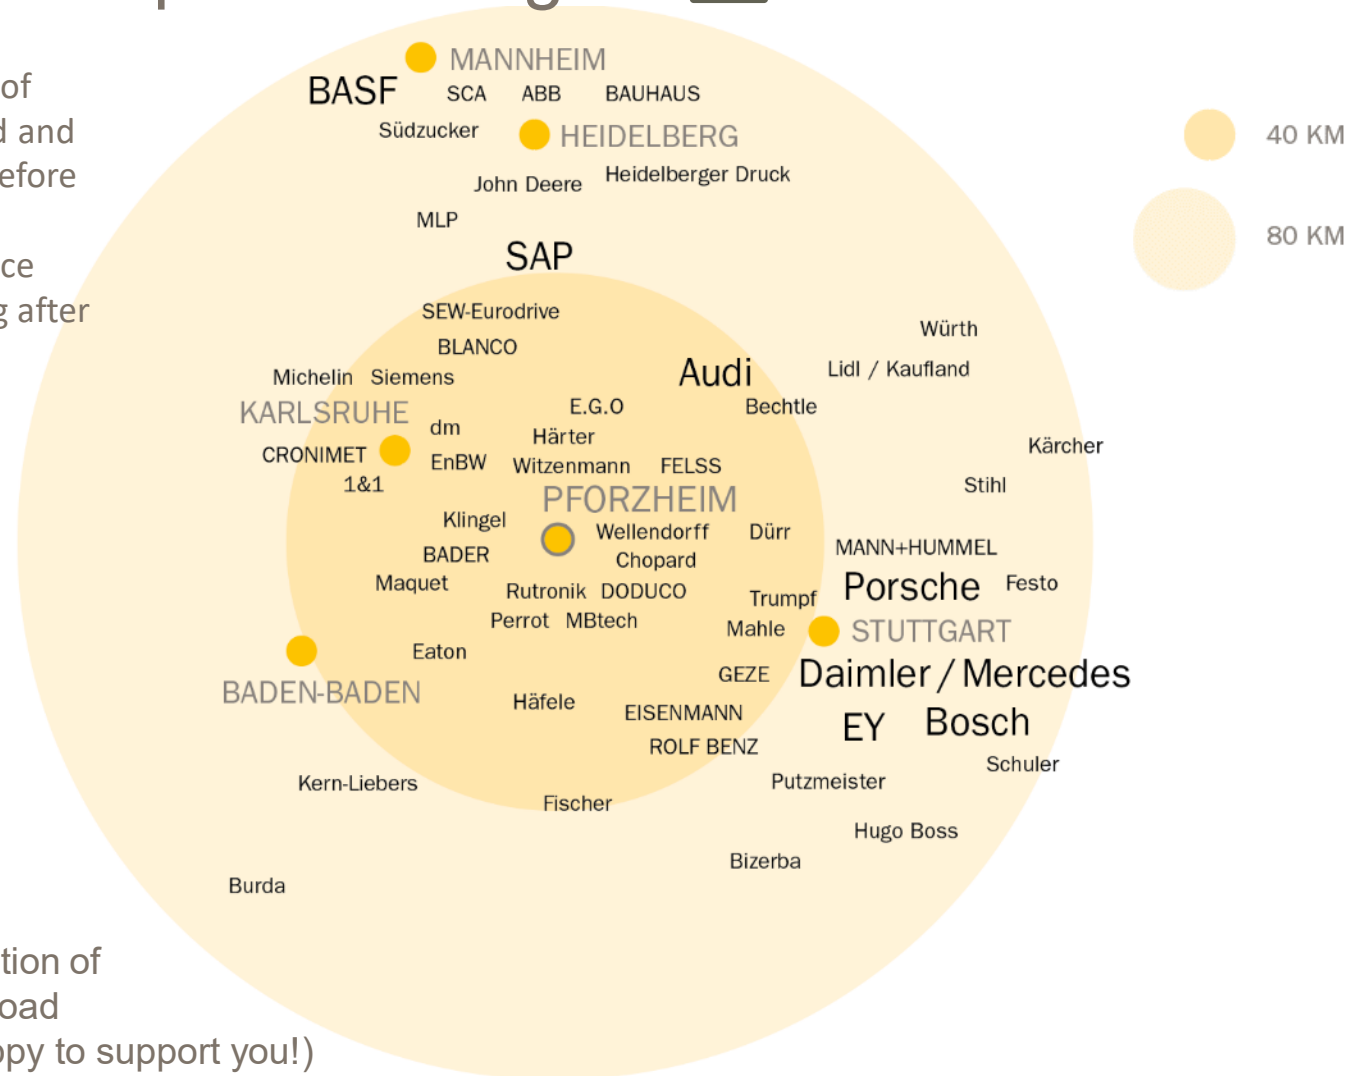 of
and
efore
ce
after
MANNHEIM
BASF SCA ABB BAUHAUS
Südzucker HEIDELBERG
John Deere Heidelberger Druck
MLP
SAP
40 KM
80 KM
SEW-Eurodrive
BLANCO
Michelin Siemens
KARLSRUHE
Audi
Würth
Lidl / Kaufland
E.G.O Bechtle
dm
Härter
CRONIMET EnBW
Witzenmann FELSS
Kärcher
1&1
Stihl
PFORZHEIM
Klingel
Wellendorff Dürr
BADER
Chopard
MANN+HUMMEL
Maquet
Rutronik DODUCO
Trumpf
Porsche Festo
Perrot MBtech
Mahle
STUTTGART
Eaton
GEZE
Daimler / Mercedes
BADEN-BADEN
Häfele
EISENMANN
EY Bosch
ROLF BENZ
Schuler
Kern-Liebers
Putzmeister
Fischer
Hugo Boss
Bizerba
Burda
tion of
oad
ppy to support you!)